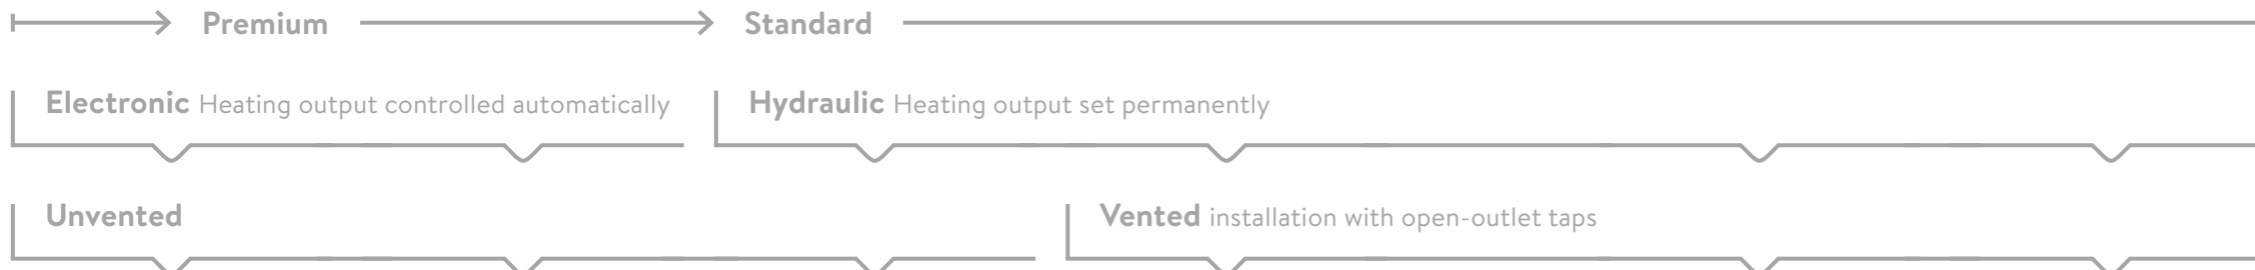 Premium Standard
Electronic Heating output controlled automatically Hydraulic Heating output set permanently
Unvented Vented installation with open-outlet taps